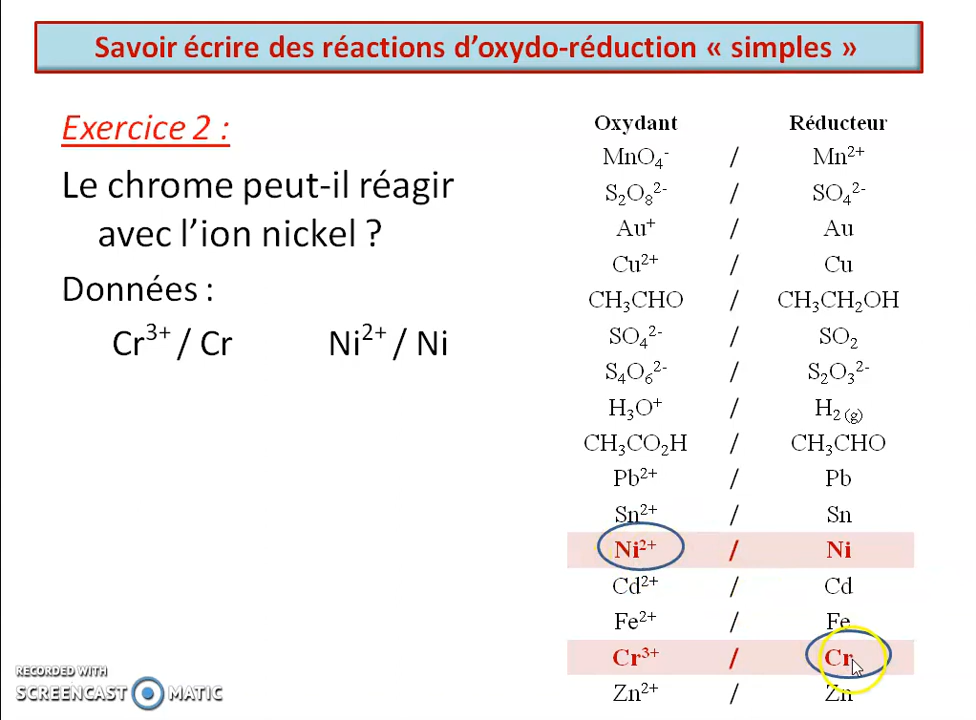 Savoir écrire des réactions d’oxydo-réduction « simples »
Exercice 2 :
Le chrome peut-il réagir
avec l’ion nickel ?
Données :
Cr³⁺ / Cr Ni²⁺ / Ni
Oxydant Réducteur
MnO₄⁻ / Mn²⁺
S₂O₈²⁻ / SO₄²⁻
Au⁺ / Au
Cu²⁺ / Cu
CH₃CHO / CH₃CH₂OH
SO₄²⁻ / SO₂
S₄O₆²⁻ / S₂O₃²⁻
H₃O⁺ / H₂ (g)
CH₃CO₂H / CH₃CHO
Pb²⁺ / Pb
Sn²⁺ / Sn
Ni²⁺ / Ni
Cd²⁺ / Cd
Fe²⁺ / Fe
Cr³⁺ / Cr
Zn²⁺ / Zn
RECORDED WITH
SCREENCAST MATIC